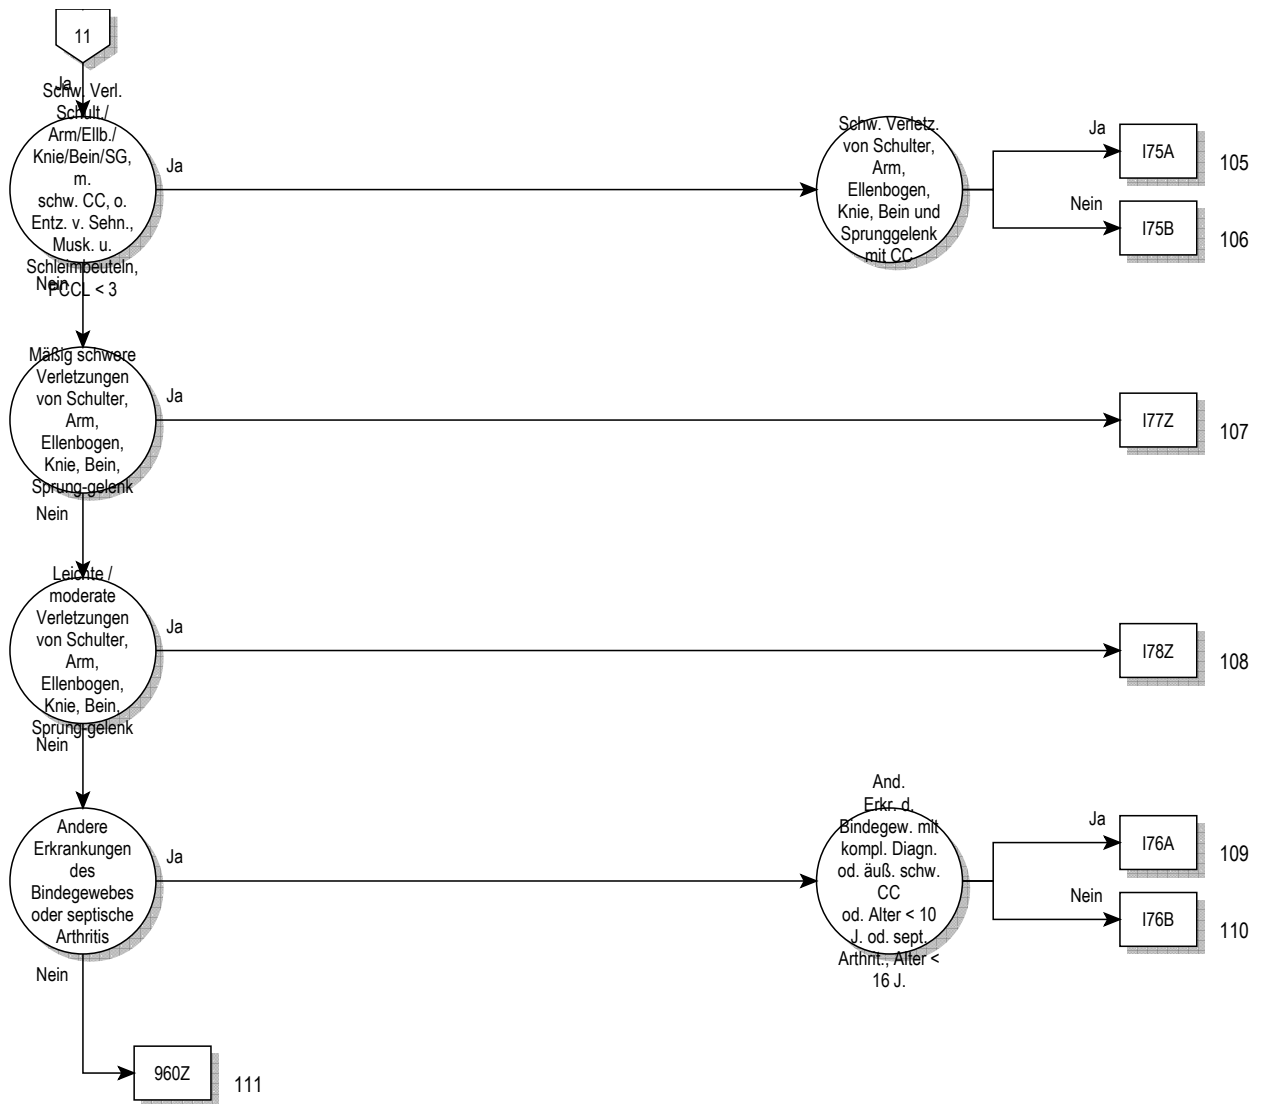 11
Ja
Schw. Verl.
Schult./
Arm/Ellb./
Knie/Bein/SG,
m.
schw. CC, o.
Entz. v. Sehn.,
Musk. u.
Schleimbeuteln,
PCCL < 3
Ja
Schw. Verletz.
von Schulter,
Arm,
Ellenbogen,
Knie, Bein und
Sprunggelenk
mit CC
Ja
I75A
105
Nein
I75B
106
Nein
Mäßig schwere
Verletzungen
von Schulter,
Arm,
Ellenbogen,
Knie, Bein,
Sprung-gelenk
Ja
I77Z
107
Nein
Leichte /
moderate
Verletzungen
von Schulter,
Arm,
Ellenbogen,
Knie, Bein,
Sprung-gelenk
Ja
I78Z
108
Nein
Andere
Erkrankungen
des
Bindegewebes
oder septische
Arthritis
Ja
And.
Erkr. d.
Bindegew. mit
kompl. Diagn.
od. äuß. schw.
CC
od. Alter < 10
J. od. sept.
Arthrit., Alter <
16 J.
Ja
I76A
109
Nein
I76B
110
Nein
960Z
111